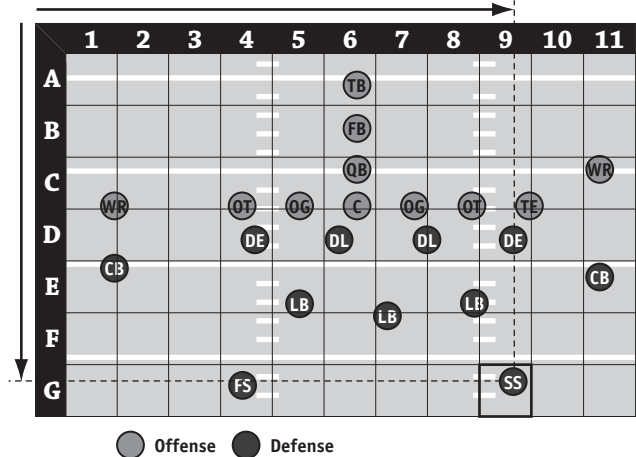 1 2 3 4 5 6 7 8 9 10 11
A TB
B FB
C QB WR
WR OT OG C OG OT TE
D DE DL DL DE
CB CB
E LB LB LB
F
G FS SS
Offense Defense